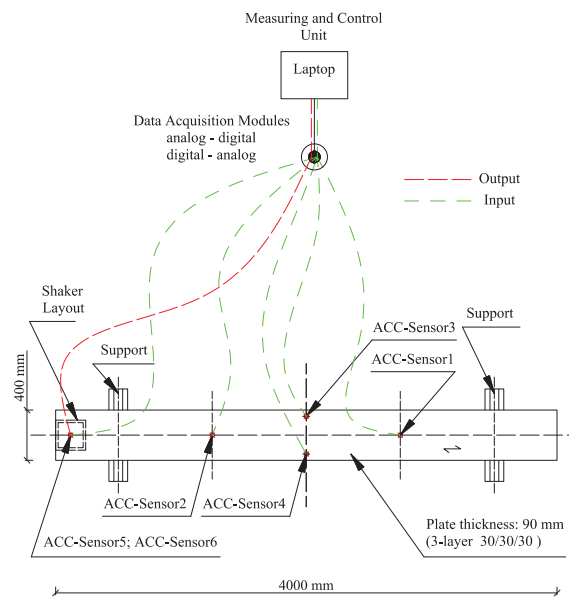 Measuring and Control
Unit
Laptop
Data Acquisition Modules
analog - digital
digital - analog
Output
Input
Shaker
Layout
Support
Support
ACC-Sensor3
ACC-Sensor1
400 mm
ACC-Sensor2
ACC-Sensor4
ACC-Sensor5; ACC-Sensor6
Plate thickness: 90 mm
(3-layer 30/30/30 )
4000 mm